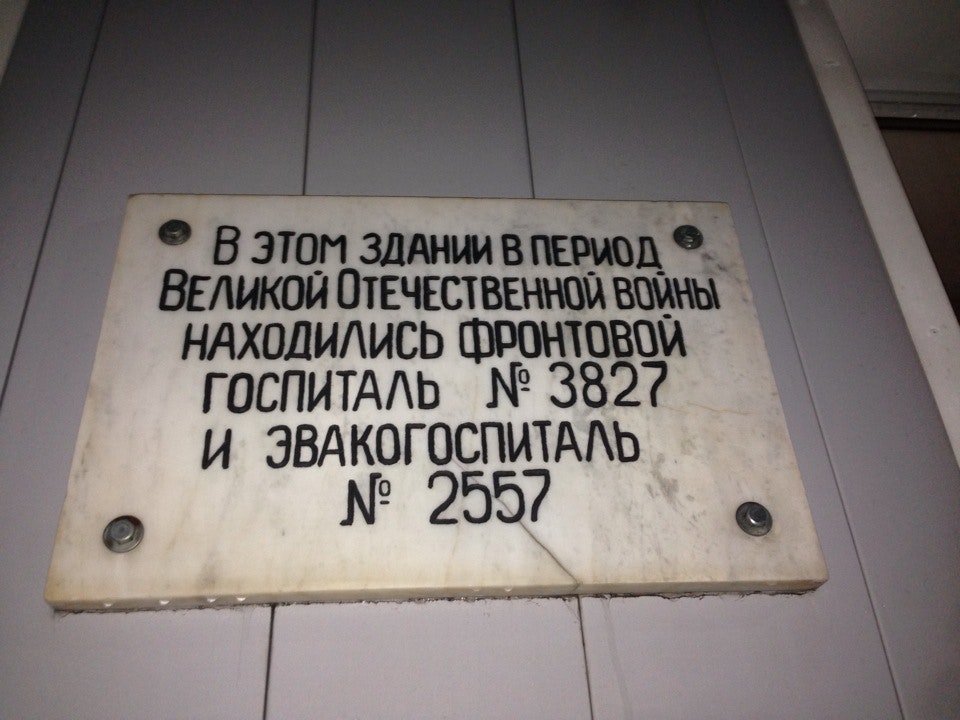 В ЭТОМ ЗДАНИИ В ПЕРИОД
ВЕЛИКОЙ ОТЕЧЕСТВЕННОЙ ВОЙНЫ
НАХОДИЛИСЬ ФРОНТОВОЙ
ГОСПИТАЛЬ № 3827
И ЭВАКОГОСПИТАЛЬ
№ 2557